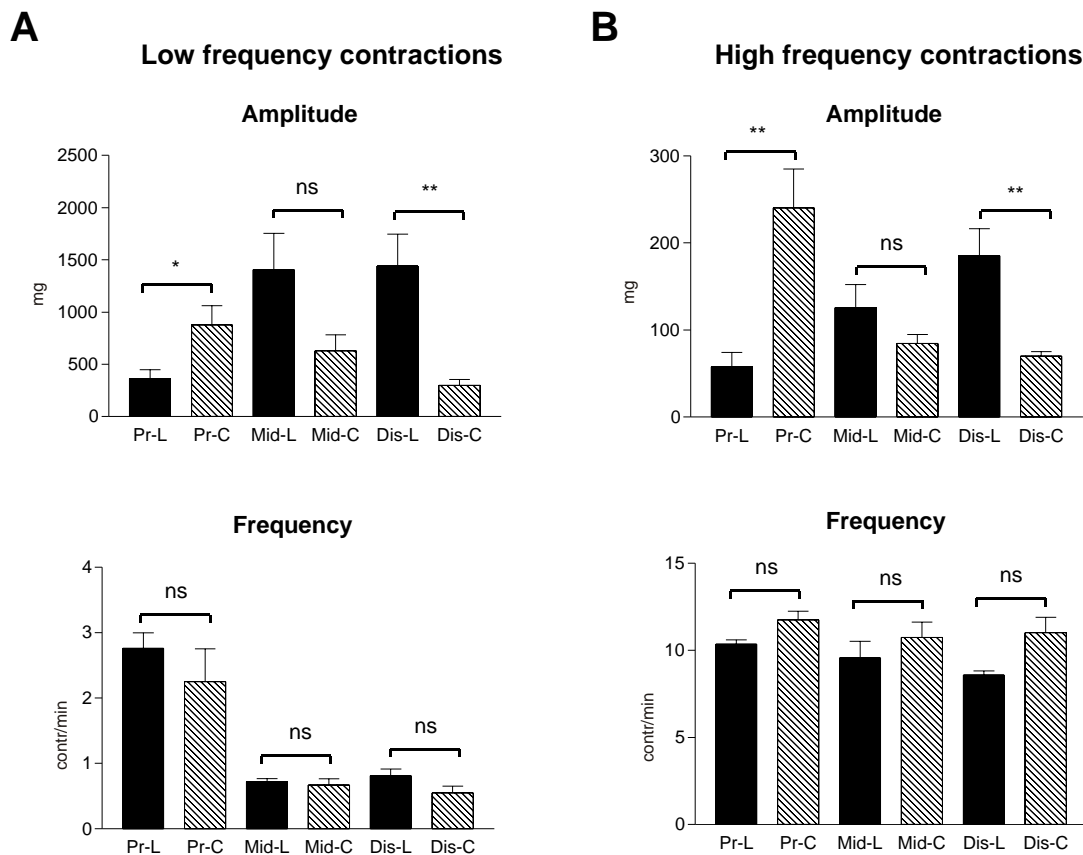 A
Low frequency contractions
Amplitude
2500
2000
1500
1000
500
0
mg
*
ns
**
Pr-L Pr-C Mid-L Mid-C Dis-L Dis-C
Frequency
4
3
2
1
0
contr/min
ns
ns
ns
Pr-L Pr-C Mid-L Mid-C Dis-L Dis-C
B
High frequency contractions
Amplitude
300
200
100
0
mg
**
ns
**
Pr-L Pr-C Mid-L Mid-C Dis-L Dis-C
Frequency
15
10
5
0
contr/min
ns
ns
ns
Pr-L Pr-C Mid-L Mid-C Dis-L Dis-C